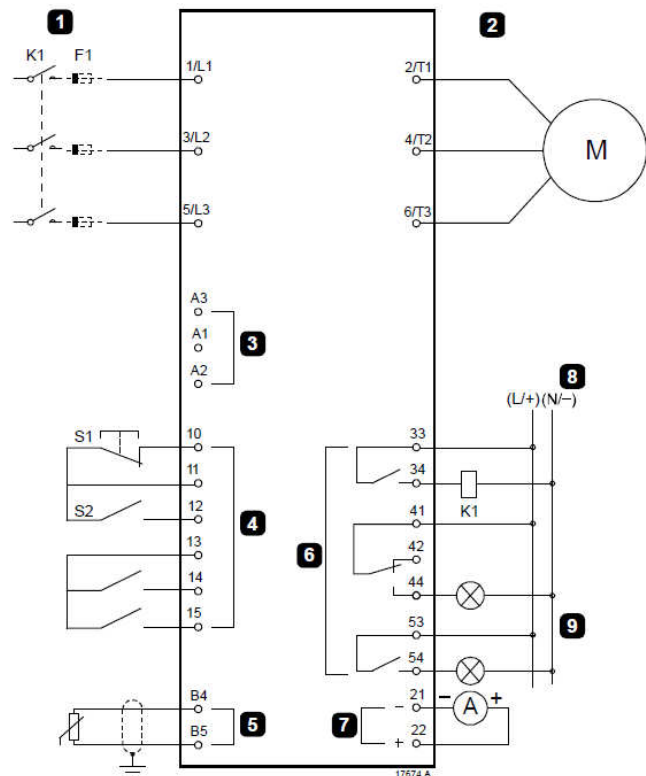 1
2
K1 F1
1/L1
2/T1
3/L2
4/T2
M
5/L3
6/T3
A3
A1
3
A2
8
(L/+) (N/–)
S1
10
33
11
34
S2
12
K1
4
41
13
6
42
14
44
15
53
9
54
B4
21
– A +
–
5
7
B5
22
+
17674 A